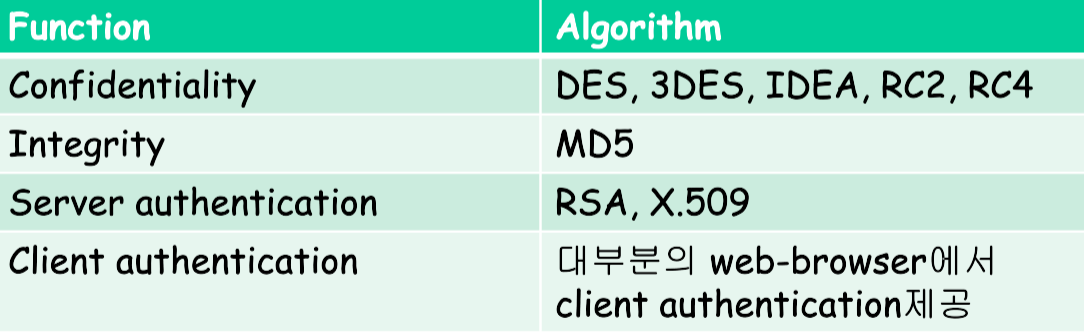 Function Algorithm
Confidentiality DES, 3DES, IDEA, RC2, RC4
Integrity MD5
Server authentication RSA, X.509
Client authentication 대부분의 web-browser에서
client authentication제공